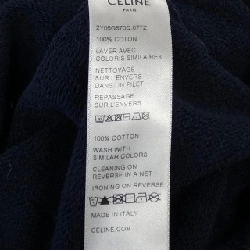 CELINE
PARIS
100% COTTON
LAVER AVEC
COLORIS SIMILAIRES
NETTOYAGE
SUR L'ENVERS
DANS UN FILET
REPASSAGE
SUR L'ENVERS
100% COTTON
WASH WITH
SIMILAR COLORS
CLEANING ON
REVERSE IN A NET
IRONING ON REVERSE
MADE IN ITALY
CELINE.COM